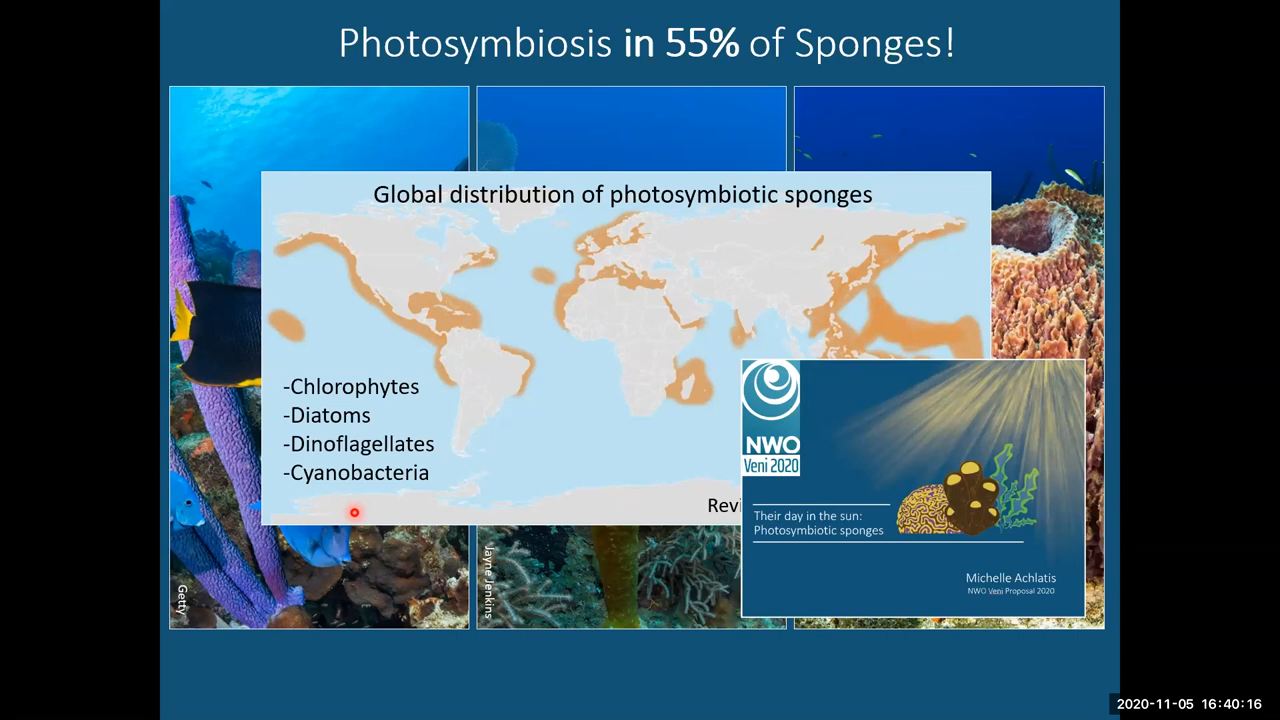 Photosymbiosis in 55% of Sponges!
Global distribution of photosymbiotic sponges
-Chlorophytes
-Diatoms
-Dinoflagellates
-Cyanobacteria
Revi
NWO
Veni 2020
Their day in the sun:
Photosymbiotic sponges
Michelle Achlatis
NWO Veni Proposal 2020
Getty
Jayne Jenkins
2020-11-05 16:40:16